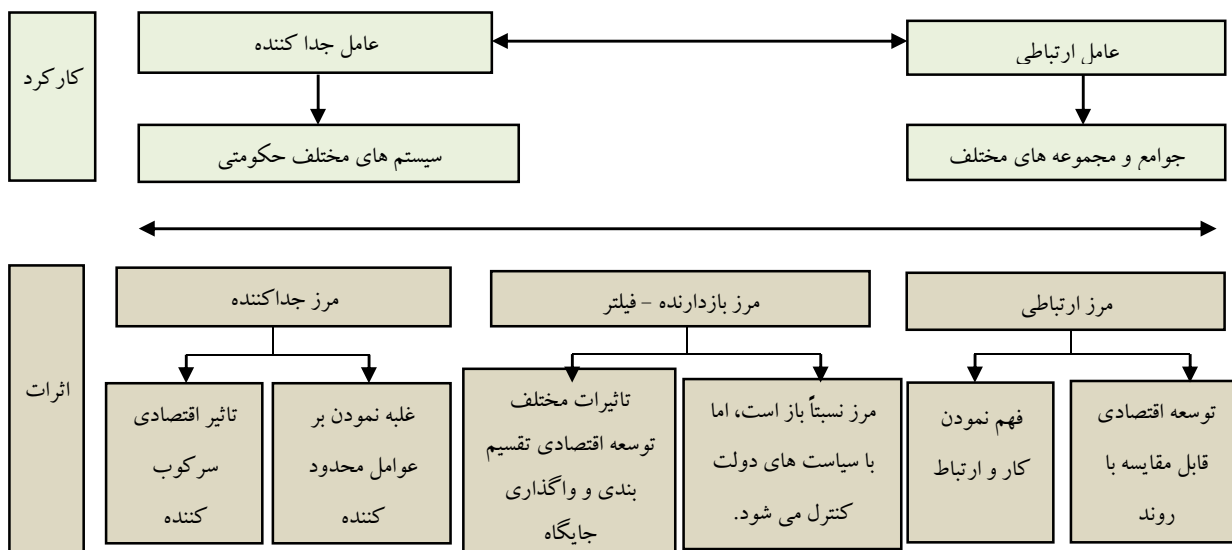 کارکرد
عامل ارتباطی
عامل جدا کننده
جوامع و مجموعه های مختلف
سیستم های مختلف حکومتی
اثرات
مرز ارتباطی
مرز بازدارنده – فیلتر
مرز جداکننده
توسعه اقتصادی
قابل مقایسه با
روند
فهم نمودن
کار و ارتباط
مرز نسبتاً باز است، اما
با سیاست های دولت
کنترل می شود.
تاثیرات مختلف
توسعه اقتصادی تقسیم
بندی و واگذاری
جایگاه
غلبه نمودن بر
عوامل محدود
کننده
تاثیر اقتصادی
سرکوب
کننده